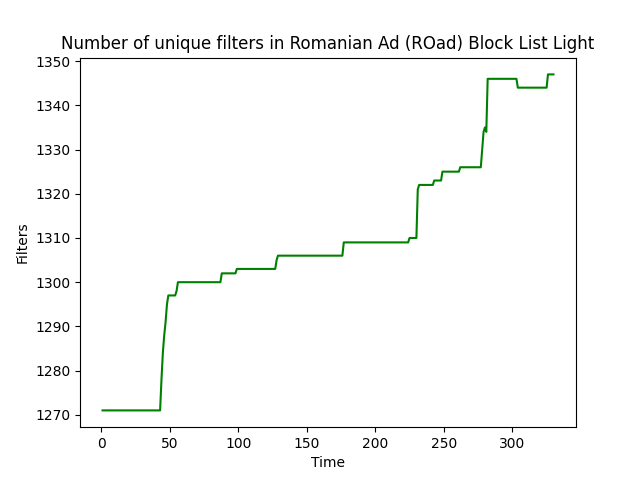 Number of unique filters in Romanian Ad (ROad) Block List Light
1350
1340
1330
1320
1310
1300
1290
1280
1270
Filters
0 50 100 150 200 250 300
Time